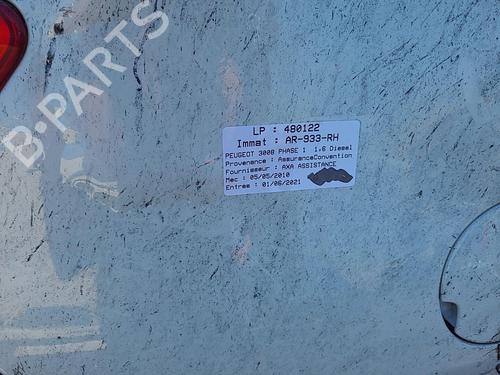 B-PARTS
LP : 480122
Immat : AR-933-RH
PEUGEOT 3008 PHASE 1 1.6 Diesel
Provenance : AssuranceConvention
Fournisseur : AXA ASSISTANCE
Mec : 05/05/2010
Entree : 01/06/2021